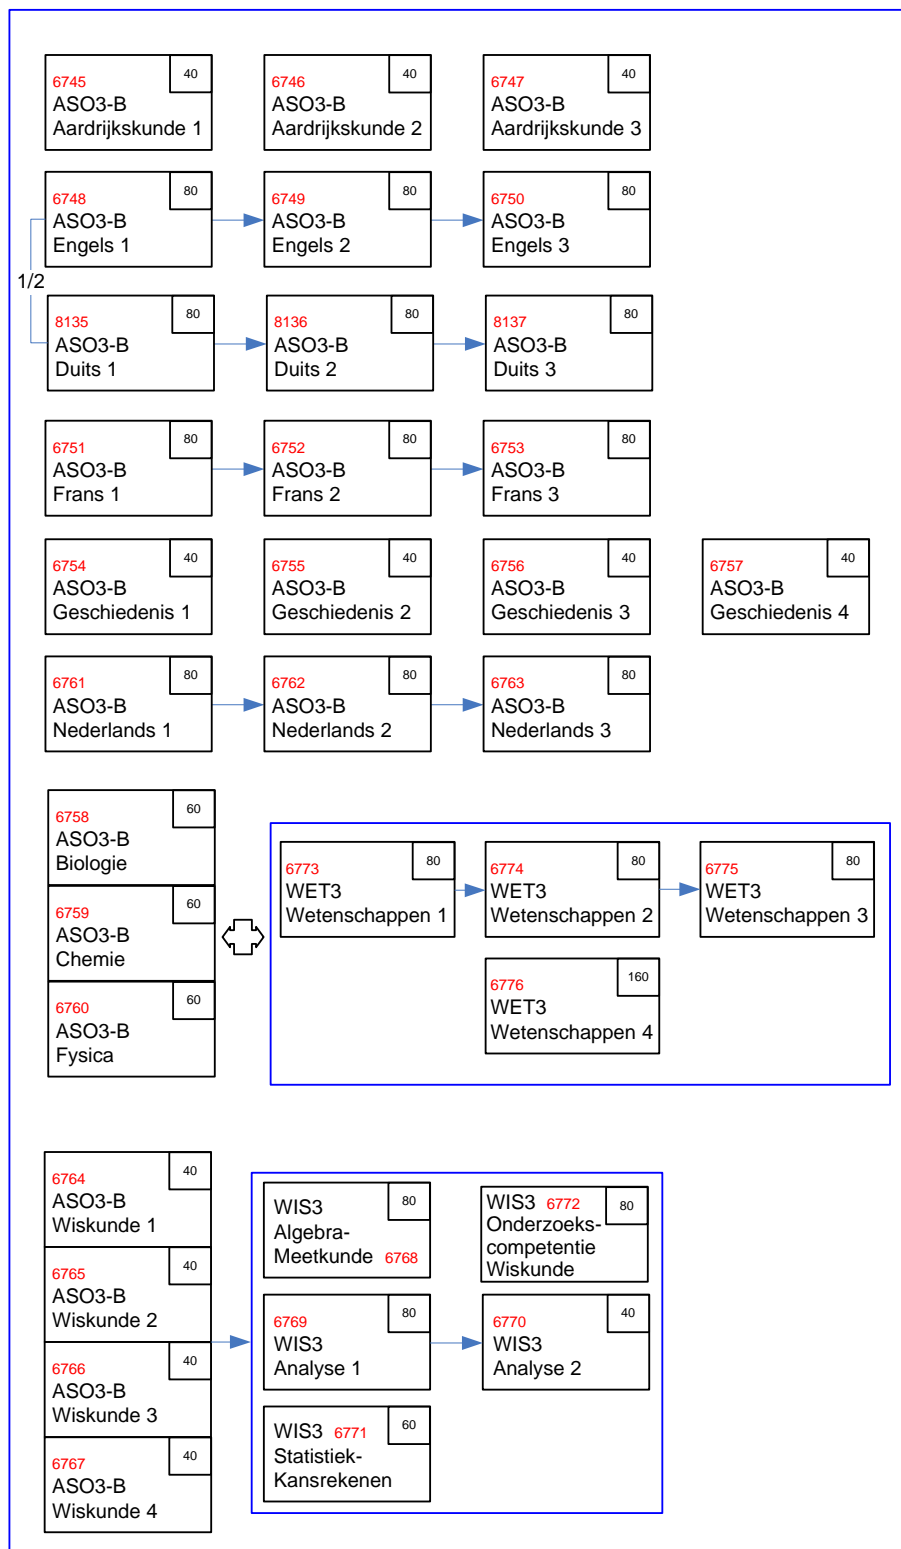 6745 40
ASO3-B
Aardrijkskunde 1
6746 40
ASO3-B
Aardrijkskunde 2
6747 40
ASO3-B
Aardrijkskunde 3
6748 80
ASO3-B
Engels 1
6749 80
ASO3-B
Engels 2
6750 80
ASO3-B
Engels 3
1/2
8135 80
ASO3-B
Duits 1
8136 80
ASO3-B
Duits 2
8137 80
ASO3-B
Duits 3
6751 80
ASO3-B
Frans 1
6752 80
ASO3-B
Frans 2
6753 80
ASO3-B
Frans 3
6754 40
ASO3-B
Geschiedenis 1
6755 40
ASO3-B
Geschiedenis 2
6756 40
ASO3-B
Geschiedenis 3
6757 40
ASO3-B
Geschiedenis 4
6761 80
ASO3-B
Nederlands 1
6762 80
ASO3-B
Nederlands 2
6763 80
ASO3-B
Nederlands 3
6758 60
ASO3-B
Biologie
6759 60
ASO3-B
Chemie
6760 60
ASO3-B
Fysica
6773 80
WET3
Wetenschappen 1
6774 80
WET3
Wetenschappen 2
6775 80
WET3
Wetenschappen 3
6776 160
WET3
Wetenschappen 4
6764 40
ASO3-B
Wiskunde 1
6765 40
ASO3-B
Wiskunde 2
6766 40
ASO3-B
Wiskunde 3
6767 40
ASO3-B
Wiskunde 4
WIS3 80
Algebra-
Meetkunde 6768
WIS3 6772 80
Onderzoeks-
competentie
Wiskunde
6769 80
WIS3
Analyse 1
6770 40
WIS3
Analyse 2
WIS3 6771 60
Statistiek-
Kansrekenen